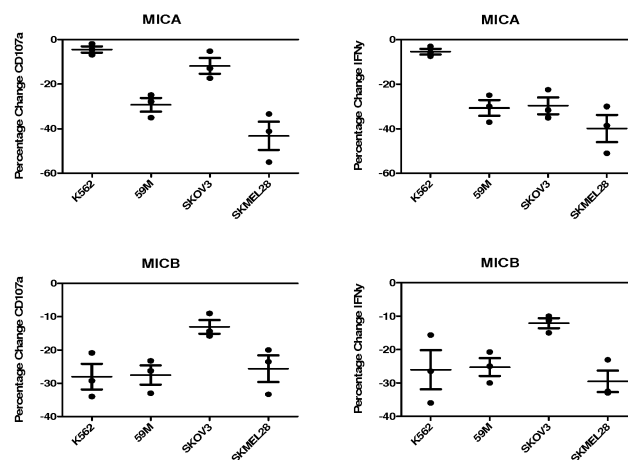 MICA
Percentage Change CD107a
0
-20
-40
-60
K562
59M
SKOV3
SKMEL28
MICA
Percentage Change IFNγ
0
-20
-40
-60
K562
59M
SKOV3
SKMEL28
MICB
Percentage Change CD107a
0
-10
-20
-30
-40
K562
59M
SKOV3
SKMEL28
MICB
Percentage Change IFNγ
0
-10
-20
-30
-40
K562
59M
SKOV3
SKMEL28